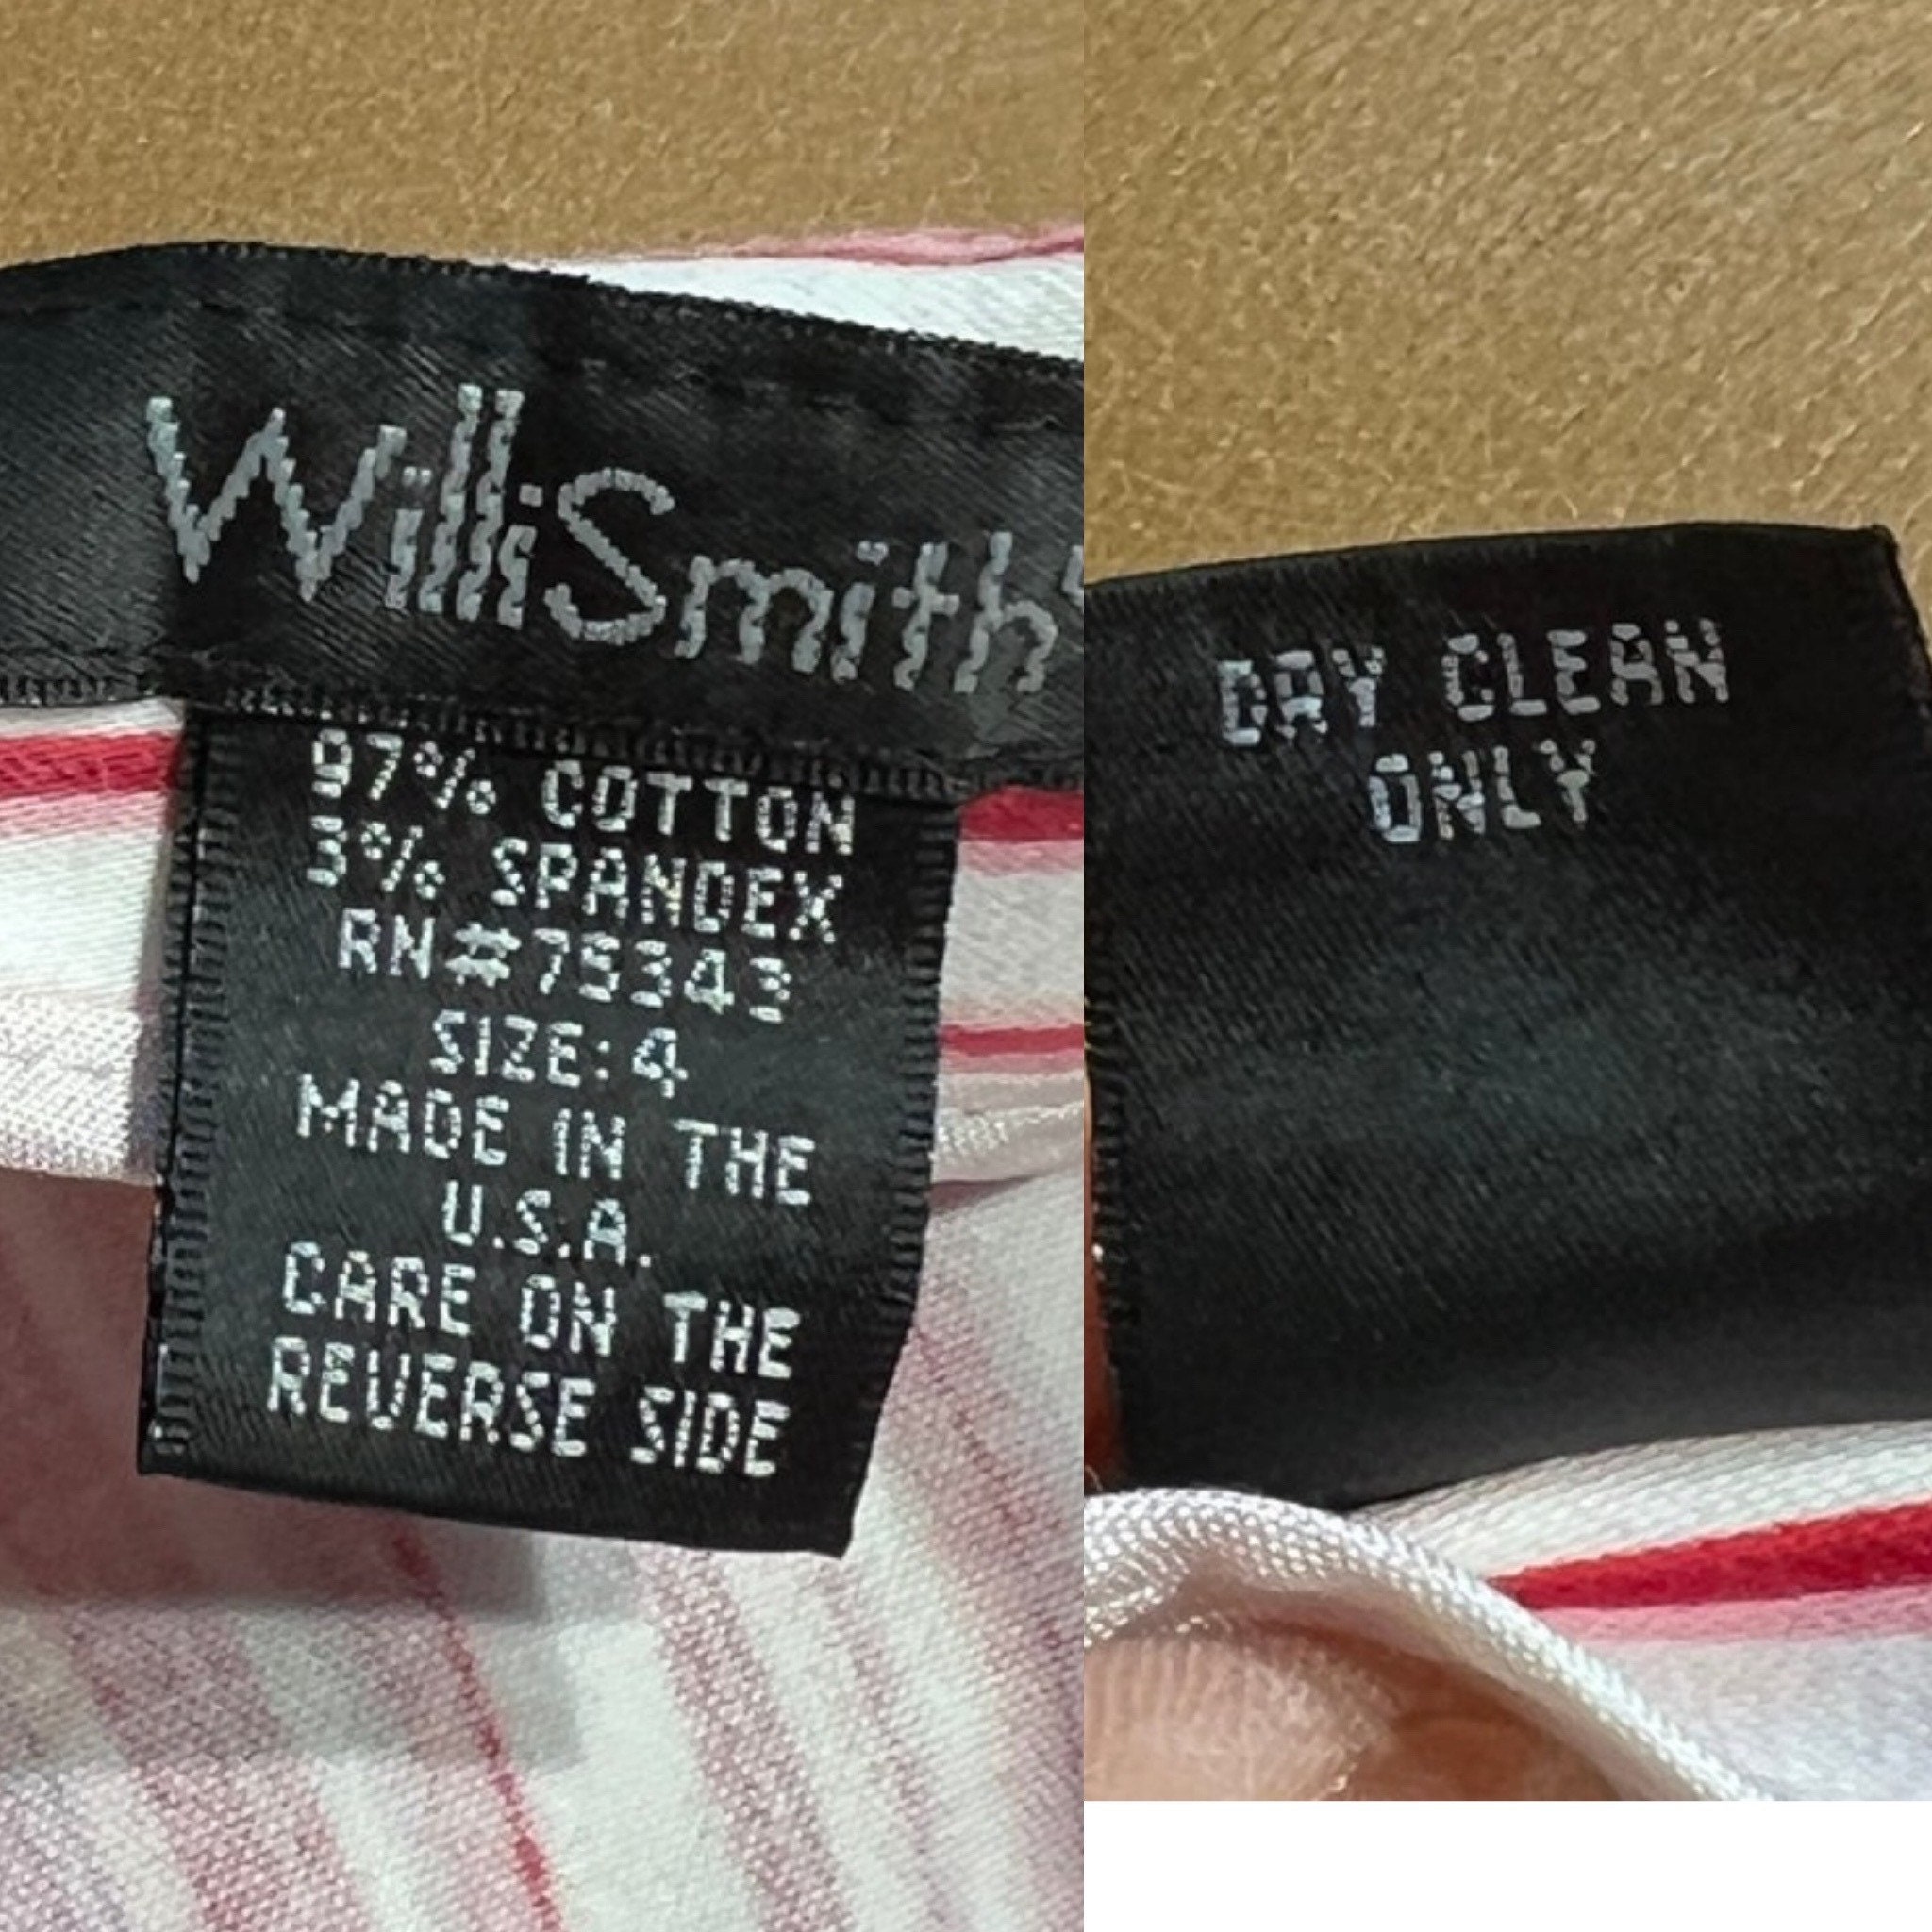 WilliSmith
97% COTTON
3% SPANDEX
RN#75343
SIZE: 4
MADE IN THE
U.S.A.
CARE ON THE
REVERSE SIDE
DRY CLEAN
ONLY